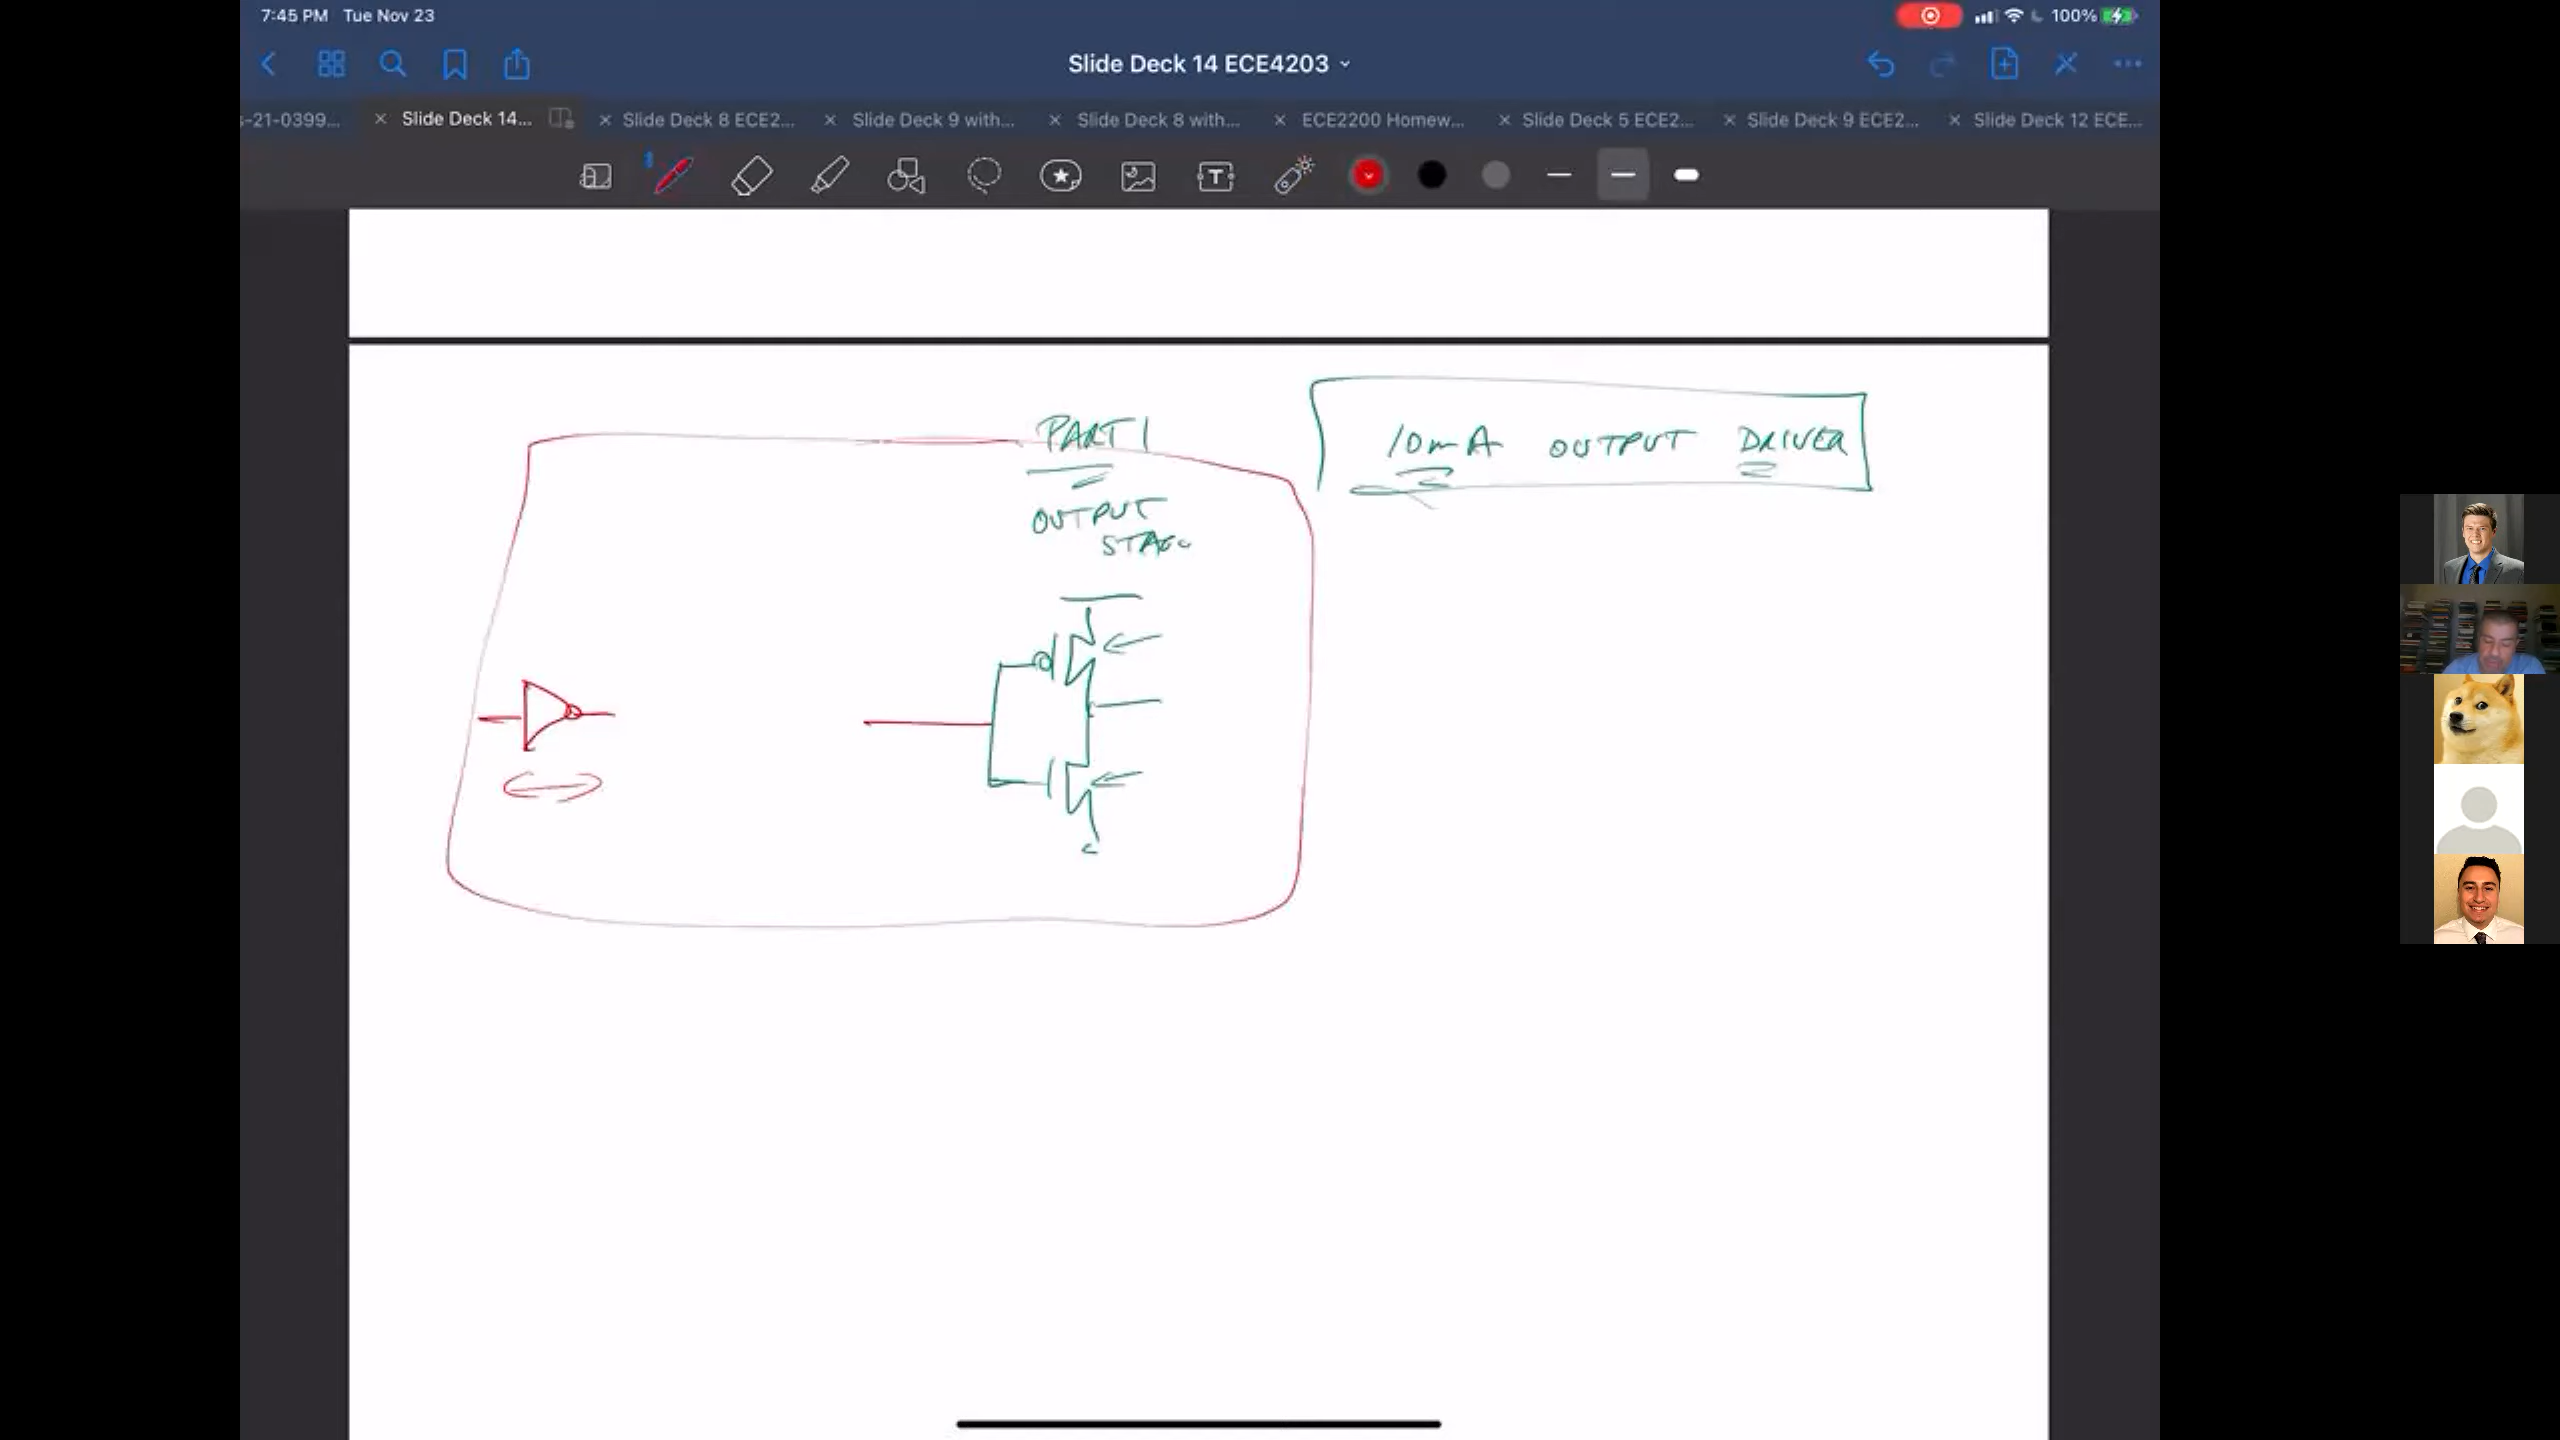 7:45 PM Tue Nov 23
100%
Slide Deck 14 ECE4203
s-21-0399...
Slide Deck 14...
Slide Deck 8 ECE2...
Slide Deck 9 with...
Slide Deck 8 with...
ECE2200 Homew...
Slide Deck 5 ECE2...
Slide Deck 9 ECE2...
Slide Deck 12 ECE...
T
PART 1
10mA OUTPUT DRIVER
OUTPUT